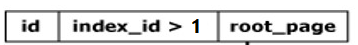 id index_id > 1 root_page